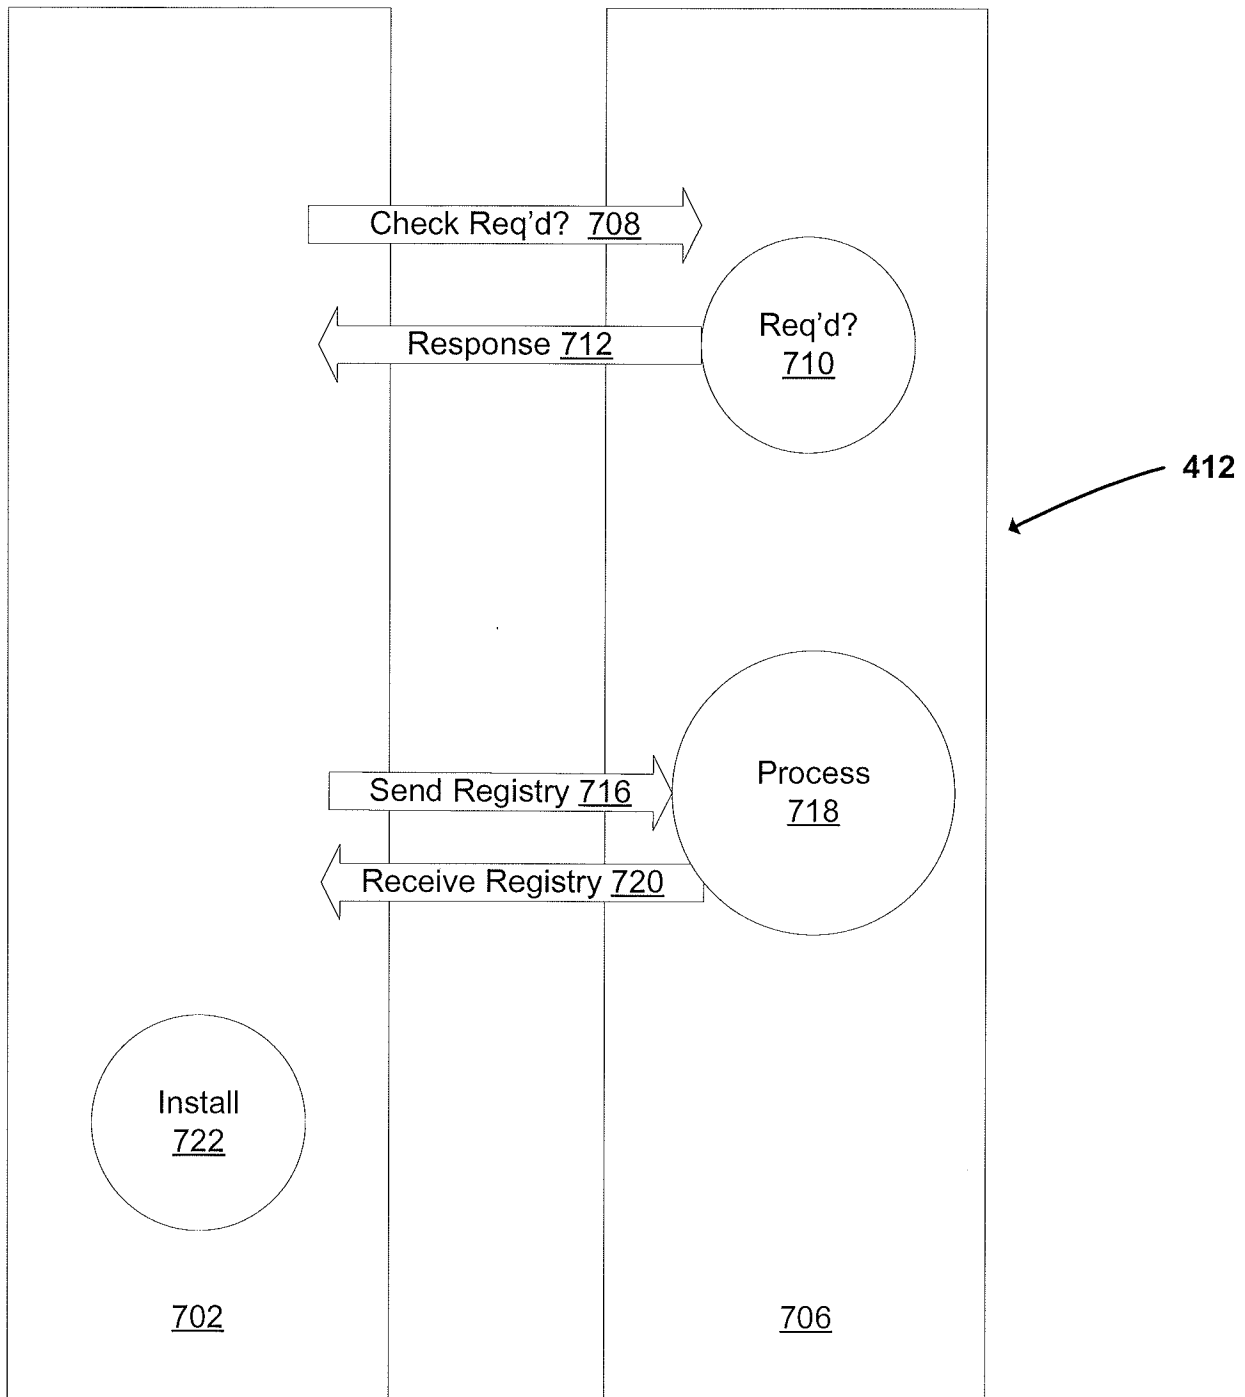 Check Req'd? 708
Req'd?
710
Response 712
412
Process
718
Send Registry 716
Receive Registry 720
Install
722
702
706